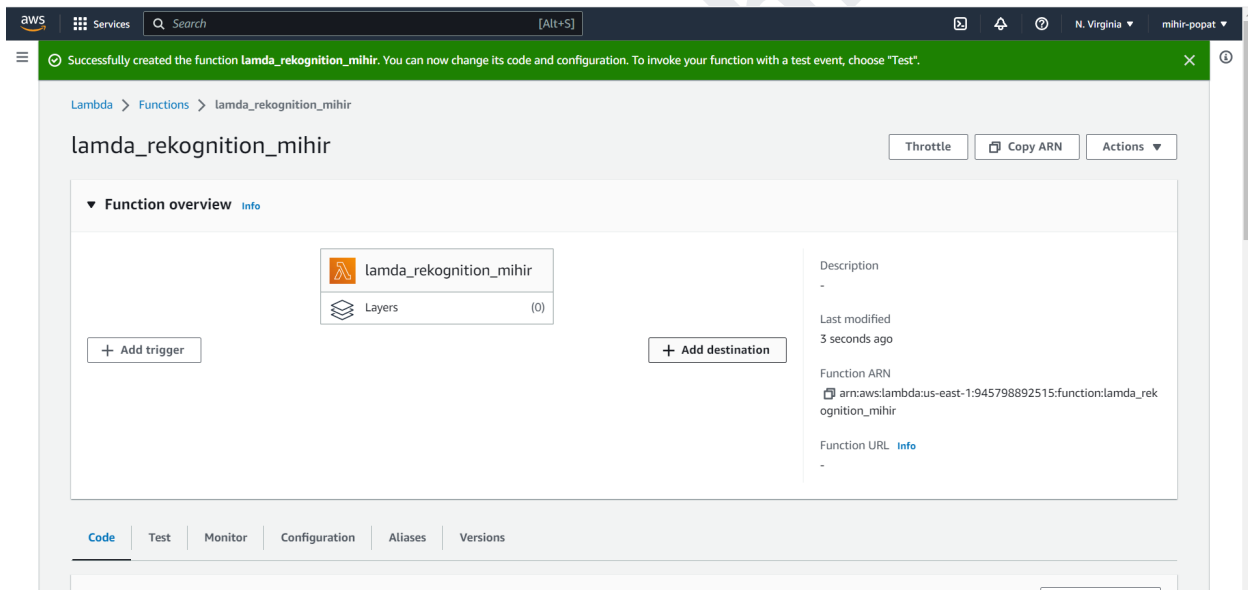 aws Services Search [Alt+S] N. Virginia ▼ mihir-popat ▼
Successfully created the function lamda_rekognition_mihir. You can now change its code and configuration. To invoke your function with a test event, choose "Test".
Lambda > Functions > lamda_rekognition_mihir
lamda_rekognition_mihir
Throttle Copy ARN Actions ▼
▼ Function overview Info
lamda_rekognition_mihir
Layers (0)
+ Add trigger
+ Add destination
Description
-
Last modified
3 seconds ago
Function ARN
arn:aws:lambda:us-east-1:945798892515:function:lamda_rek
ognition_mihir
Function URL Info
-
Code Test Monitor Configuration Aliases Versions